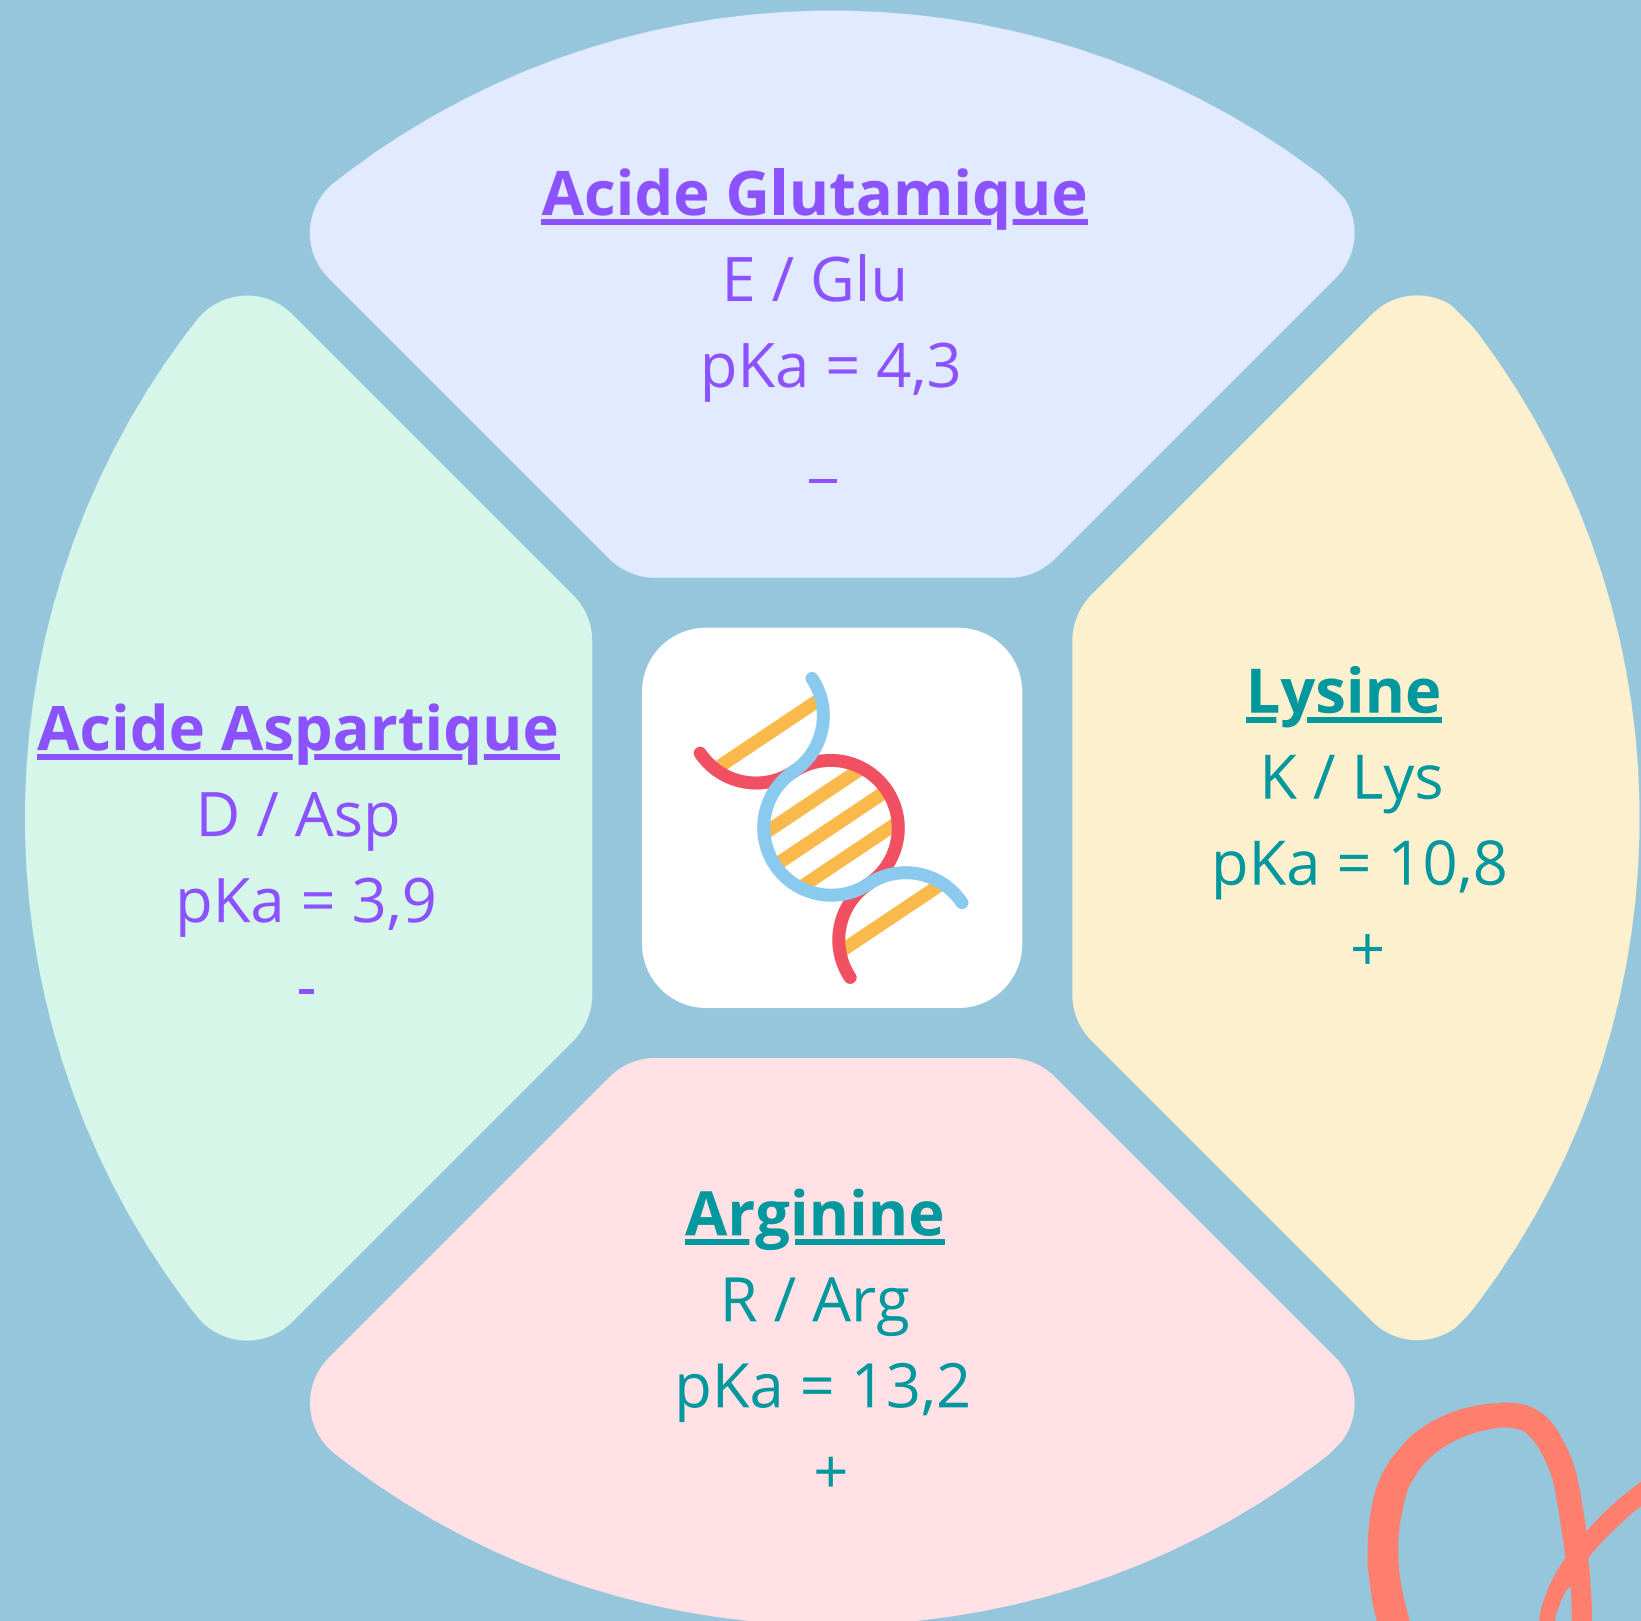 Acide Glutamique
E / Glu
pKa = 4,3
–
Acide Aspartique
D / Asp
pKa = 3,9
-
Lysine
K / Lys
pKa = 10,8
+
Arginine
R / Arg
pKa = 13,2
+